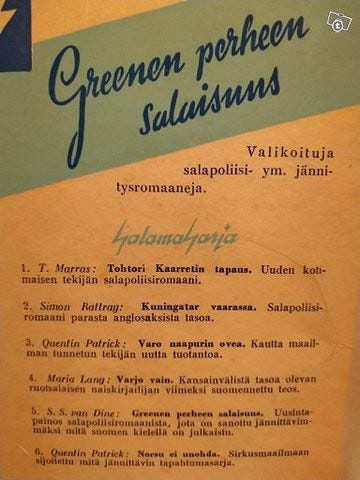 Greenen perheen
salaisuus
Valikoituja
salapoliisi- ym. jänni-
tysromaaneja.
Salamasarja
1. T. Marras: Tohtori Kaarretin tapaus. Uuden koti-
maisen tekijän salapoliisiromaani.
2. Simon Rattray: Kuningatar vaarassa. Salapoliisi-
romaani parasta anglosaksista tasoa.
3. Quentin Patrick: Varo naapurin ovea. Kautta maail-
man tunnetun tekijän uutta tuotantoa.
4. Maria Lang: Varjo vain. Kansainvälistä tasoa olevan
ruotsalaisen naiskirjailijan viimeksi suomennettu teos.
5. S. S. van Dine: Greenen perheen salaisuus. Uusinta-
painos salapoliisiromaanista, jota on sanottu jännittävim-
mäksi mitä suomen kielellä on julkaistu.
6. Quentin Patrick: Norsu ei unohda. Sirkusmaailmaan
sijoitettu mitä jännittävin tapahtumasarja.